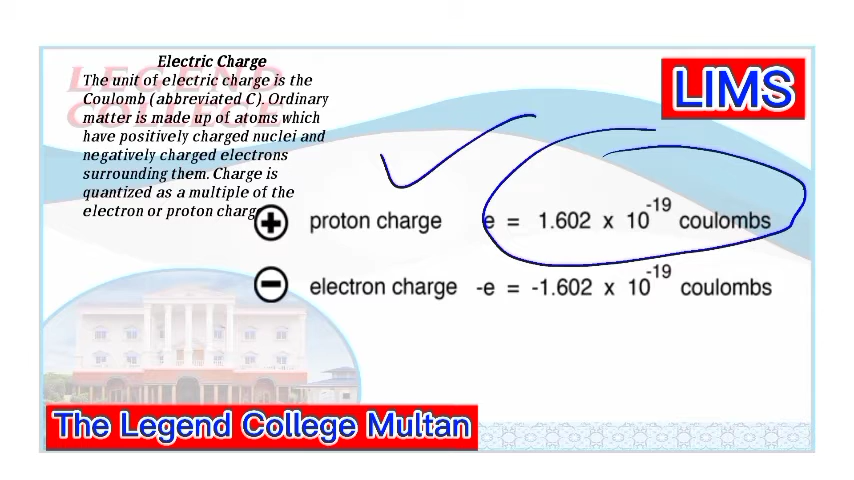 Electric Charge
LEGEND
COLLEGE
LIMS
The unit of electric charge is the
Coulomb (abbreviated C). Ordinary
matter is made up of atoms which
have positively charged nuclei and
negatively charged electrons
surrounding them. Charge is
quantized as a multiple of the
electron or proton charg
+ proton charge e = 1.602 x 10⁻¹⁹ coulombs
- electron charge -e = -1.602 x 10⁻¹⁹ coulombs
The Legend College Multan